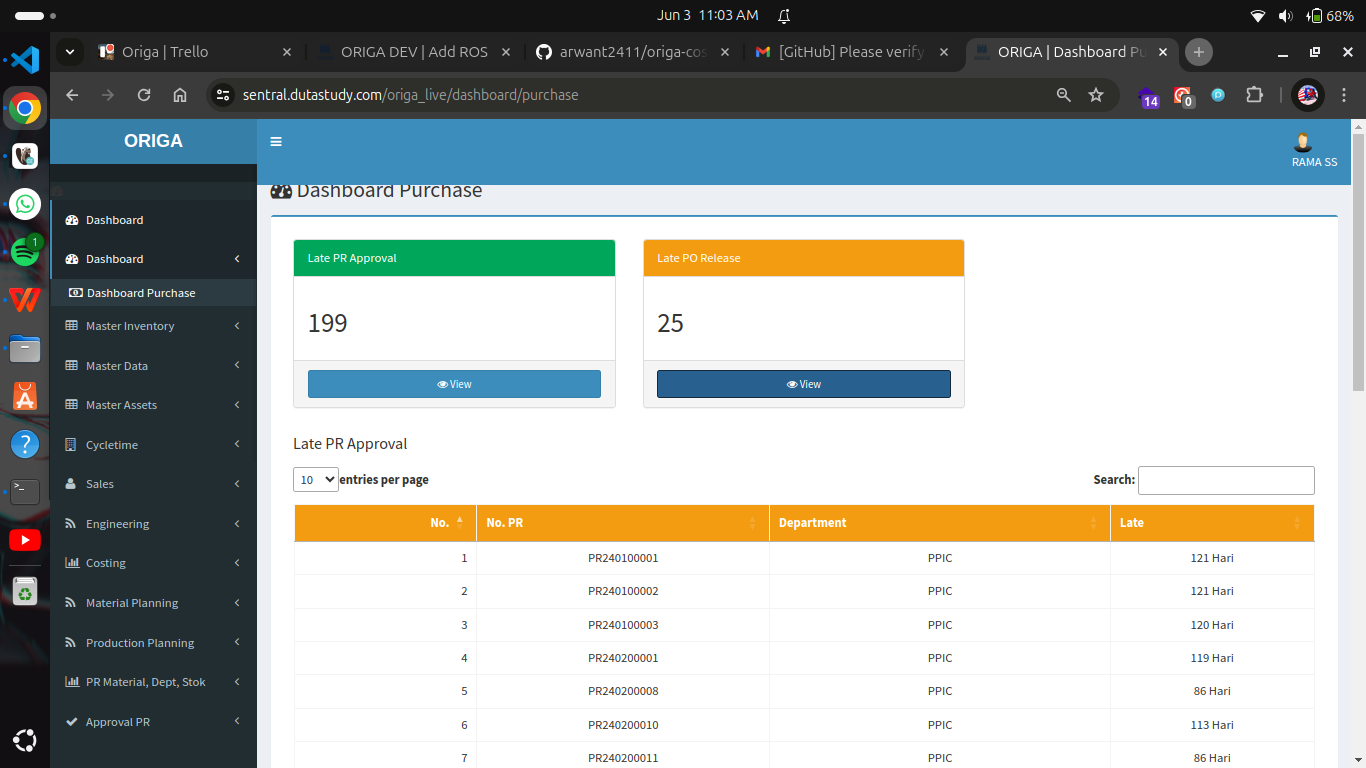 Jun 3 11:03 AM
68%
Origa | Trello
ORIGA DEV | Add ROS
arwant2411/origa-cos
[GitHub] Please verify
ORIGA | Dashboard Pu
sentral.dutastudy.com/origa_live/dashboard/purchase
14
0
ORIGA
RAMA SS
1
Dashboard
Dashboard
Dashboard Purchase
Master Inventory
Master Data
Master Assets
Cycletime
Sales
Engineering
Costing
Material Planning
Production Planning
PR Material, Dept, Stok
Approval PR
Dashboard Purchase
Late PR Approval
199
View
Late PO Release
25
View
Late PR Approval
10 entries per page
Search:
No. No. PR Department Late
1 PR240100001 PPIC 121 Hari
2 PR240100002 PPIC 121 Hari
3 PR240100003 PPIC 120 Hari
4 PR240200001 PPIC 119 Hari
5 PR240200008 PPIC 86 Hari
6 PR240200010 PPIC 113 Hari
7 PR240200011 PPIC 86 Hari